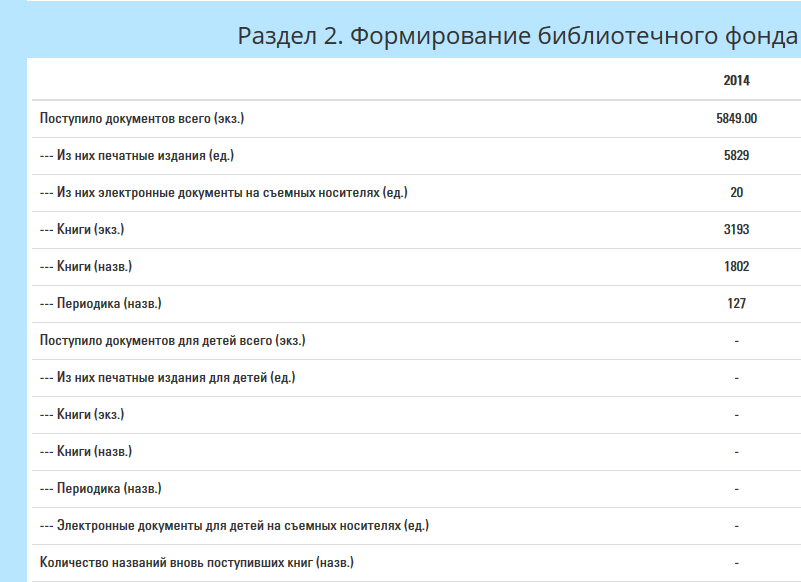 Раздел 2. Формирование библиотечного фонда
2014
Поступило документов всего (экз.) 5849.00
--- Из них печатные издания (ед.) 5829
--- Из них электронные документы на съемных носителях (ед.) 20
--- Книги (экз.) 3193
--- Книги (назв.) 1802
--- Периодика (назв.) 127
Поступило документов для детей всего (экз.) -
--- Из них печатные издания для детей (ед.) -
--- Книги (экз.) -
--- Книги (назв.) -
--- Периодика (назв.) -
--- Электронные документы для детей на съемных носителях (ед.) -
Количество названий вновь поступивших книг (назв.) -